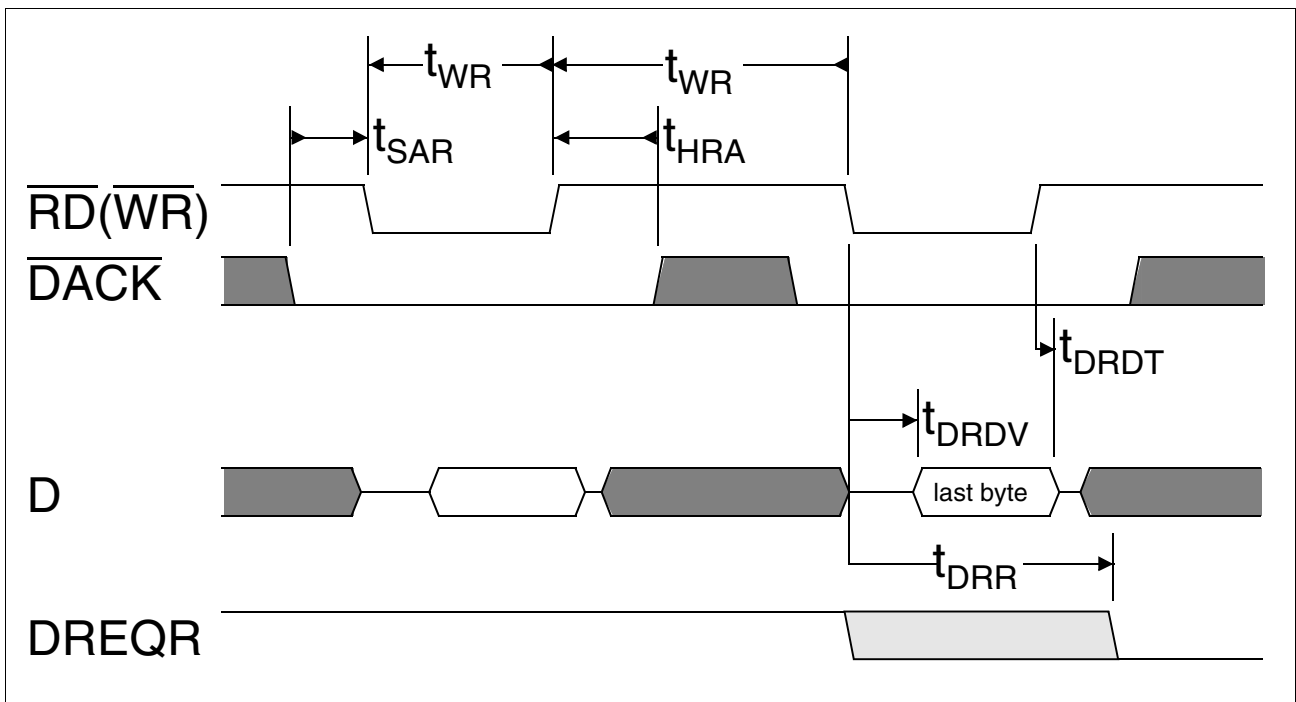 tWR tWR
tSAR tHRA
RD(WR)
DACK
tDRDT
tDRDV
D last byte
tDRR
DREQR